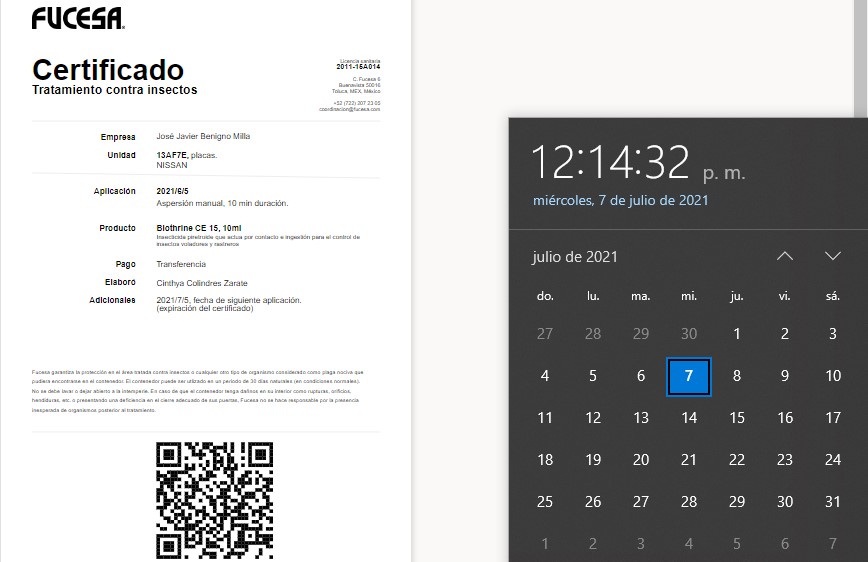 FUCESA
Certificado
Tratamiento contra insectos
Licencia sanitaria
2011-15A014
C. Fucesa 6
Buenavista 50016
Toluca. MEX. México
+52 (722) 307 23 05
coordinacion@fucesa.com
Empresa José Javier Benigno Milla
Unidad 13AF7E, placas.
NISSAN
Aplicación 2021/6/5
Aspersión manual, 10 min duración.
Producto Biothrine CE 15, 10ml
Insecticida piretroide que actua por contacto e ingestión para el control de
insectos voladores y rastreros
Pago Transferencia
Elaboró Cinthya Colindres Zarate
Adicionales 2021/7/5, fecha de siguiente aplicación.
(expiración del certificado)
Fucesa garantiza la protección en el área tratada contra insectos o cualquier otro tipo de organismo considerado como plaga nociva que
pudiera encontrarse en el contenedor. El contenedor puede ser utilizado en un periodo de 30 días naturales (en condiciones normales).
No se debe lavar o dejar abierto a la intemperie. En caso de que el contenedor tenga daños en su interior como rupturas, orificios,
hendiduras, etc. o presentando una deficiencia en el cierre adecuado de sus puertas. Fucesa no se hace responsable por la presencia
inesperada de organismos posterior al tratamiento.
12:14:32 p. m.
miércoles, 7 de julio de 2021
julio de 2021
do. lu. ma. mi. ju. vi. sá.
27 28 29 30 1 2 3
4 5 6 7 8 9 10
11 12 13 14 15 16 17
18 19 20 21 22 23 24
25 26 27 28 29 30 31
1 2 3 4 5 6 7